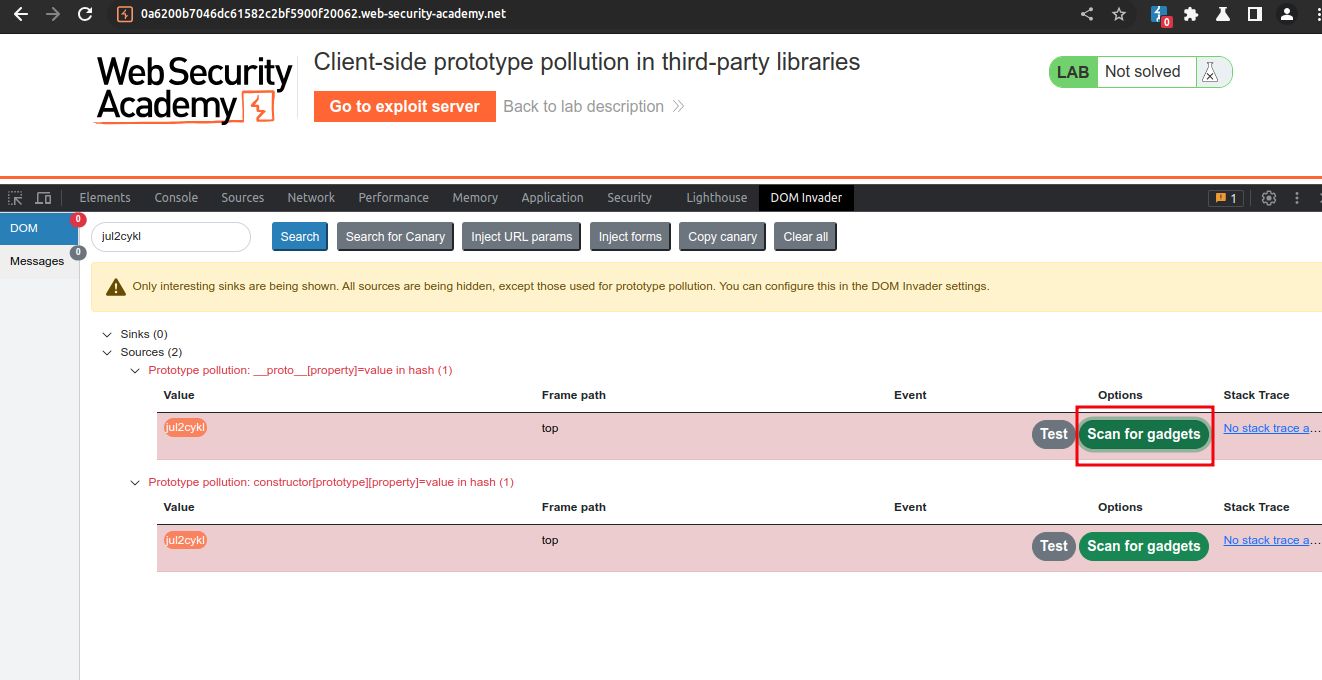 0a6200b7046dc61582c2bf5900f20062.web-security-academy.net
0
Web Security Academy
Client-side prototype pollution in third-party libraries
Go to exploit server
Back to lab description
LAB Not solved
Elements Console Sources Network Performance Memory Application Security Lighthouse DOM Invader 1
DOM 0
Messages 0
jul2cykl Search Search for Canary Inject URL params Inject forms Copy canary Clear all
Only interesting sinks are being shown. All sources are being hidden, except those used for prototype pollution. You can configure this in the DOM Invader settings.
Sinks (0)
Sources (2)
Prototype pollution: __proto__[property]=value in hash (1)
Value Frame path Event Options Stack Trace
jul2cykl top Test Scan for gadgets No stack trace a...
Prototype pollution: constructor[prototype][property]=value in hash (1)
Value Frame path Event Options Stack Trace
jul2cykl top Test Scan for gadgets No stack trace a...